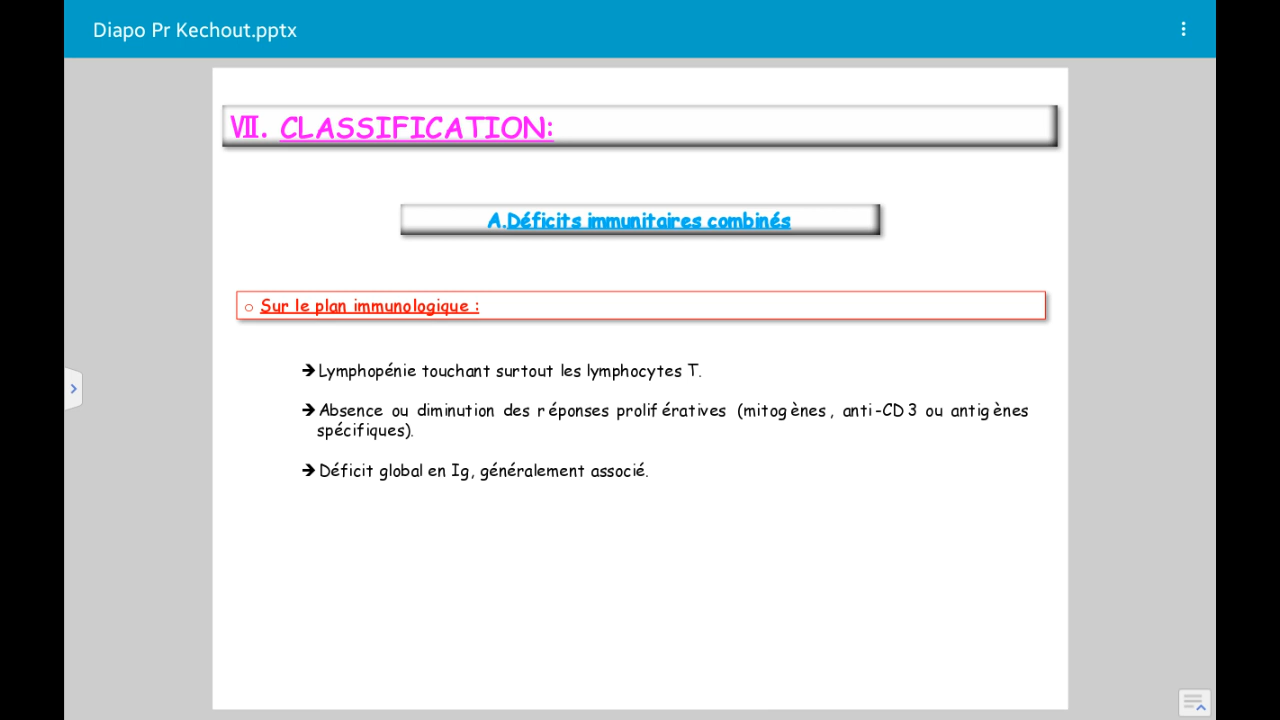 Diapo Pr Kechout.pptx
VII. CLASSIFICATION:
A.Déficits immunitaires combinés
o Sur le plan immunologique :
➔Lymphopénie touchant surtout les lymphocytes T.
➔Absence ou diminution des réponses prolifératives (mitogènes, anti-CD3 ou antigènes
spécifiques).
➔Déficit global en Ig, généralement associé.